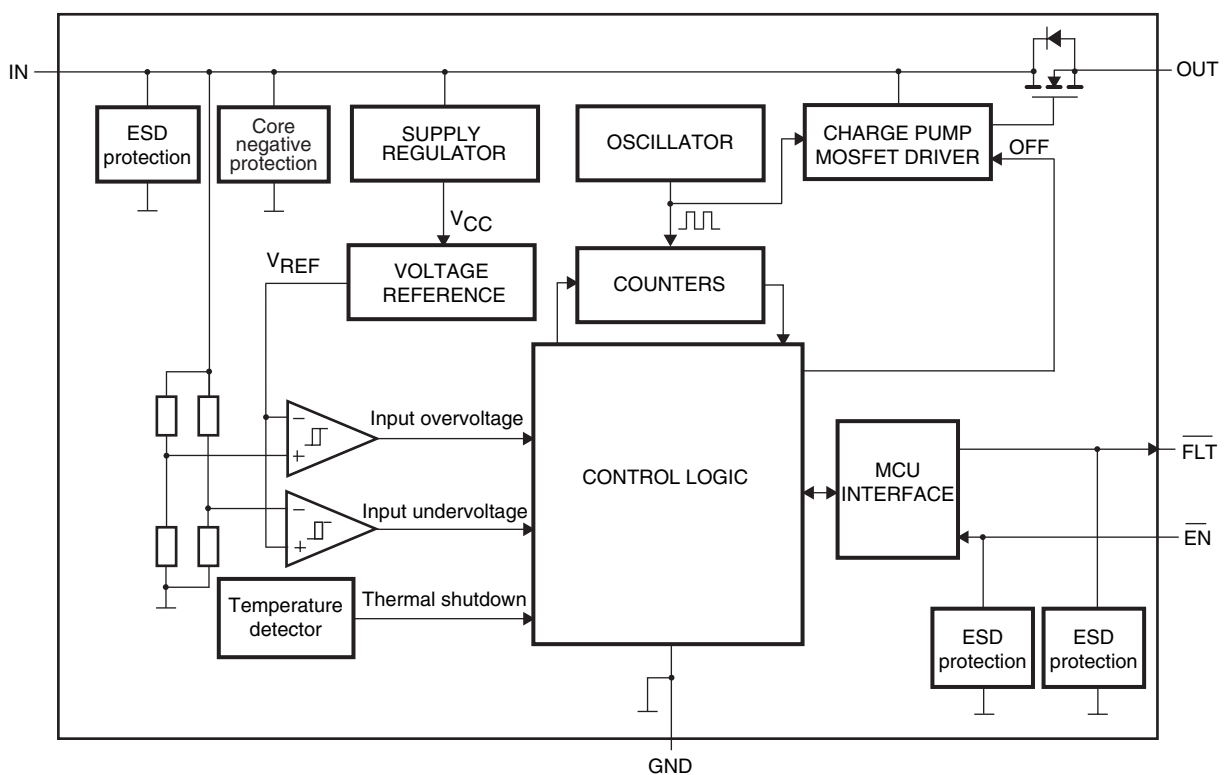 IN
OUT
ESD
protection
Core
negative
protection
SUPPLY
REGULATOR
OSCILLATOR
CHARGE PUMP
MOSFET DRIVER
OFF
VCC
VREF
VOLTAGE
REFERENCE
COUNTERS
−
+
Input overvoltage
−
+
Input undervoltage
CONTROL LOGIC
MCU
INTERFACE
FLT
EN
Temperature
detector
Thermal shutdown
ESD
protection
ESD
protection
GND